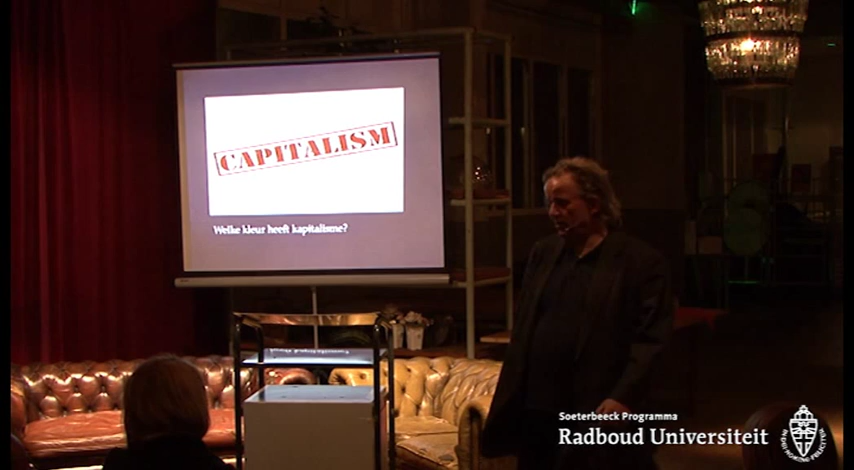 CAPITALISM
Welke kleur heeft kapitalisme?
Soeterbeeck Programma
Radboud Universiteit